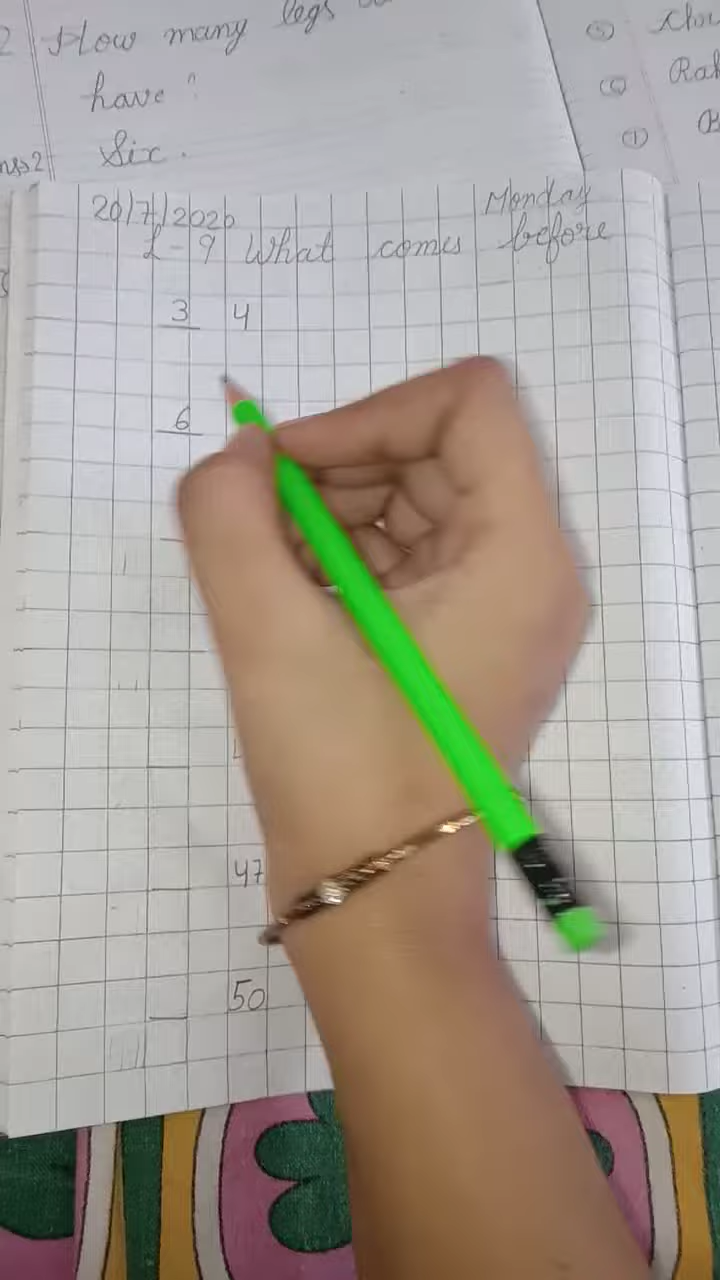 2 How many legs
have?
Six.
Ans 2
20/7/2020
Monday
L-9 What comes before
3 4
6
47
50